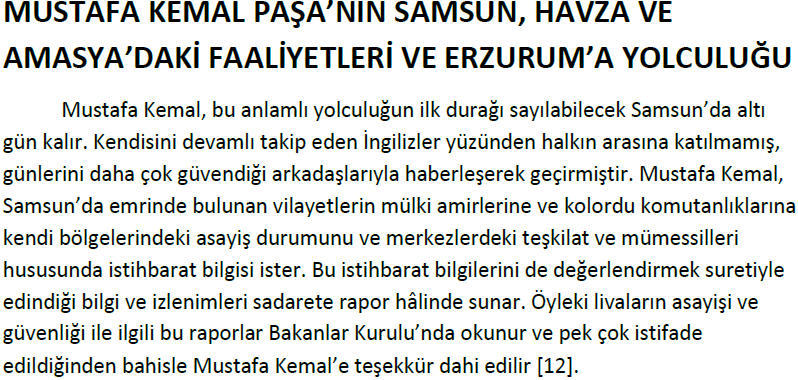 MUSTAFA KEMAL PAŞA’NIN SAMSUN, HAVZA VE
AMASYA’DAKİ FAALİYETLERİ VE ERZURUM’A YOLCULUĞU
Mustafa Kemal, bu anlamlı yolculuğun ilk durağı sayılabilecek Samsun’da altı
gün kalır. Kendisini devamlı takip eden İngilizler yüzünden halkın arasına katılmamış,
günlerini daha çok güvendiği arkadaşlarıyla haberleşerek geçirmiştir. Mustafa Kemal,
Samsun’da emrinde bulunan vilayetlerin mülki amirlerine ve kolordu komutanlıklarına
kendi bölgelerindeki asayiş durumunu ve merkezlerdeki teşkilat ve mümessilleri
hususunda istihbarat bilgisi ister. Bu istihbarat bilgilerini de değerlendirmek suretiyle
edindiği bilgi ve izlenimleri sadarete rapor hâlinde sunar. Öyleki livaların asayişi ve
güvenliği ile ilgili bu raporlar Bakanlar Kurulu’nda okunur ve pek çok istifade
edildiğinden bahisle Mustafa Kemal’e teşekkür dahi edilir [12].